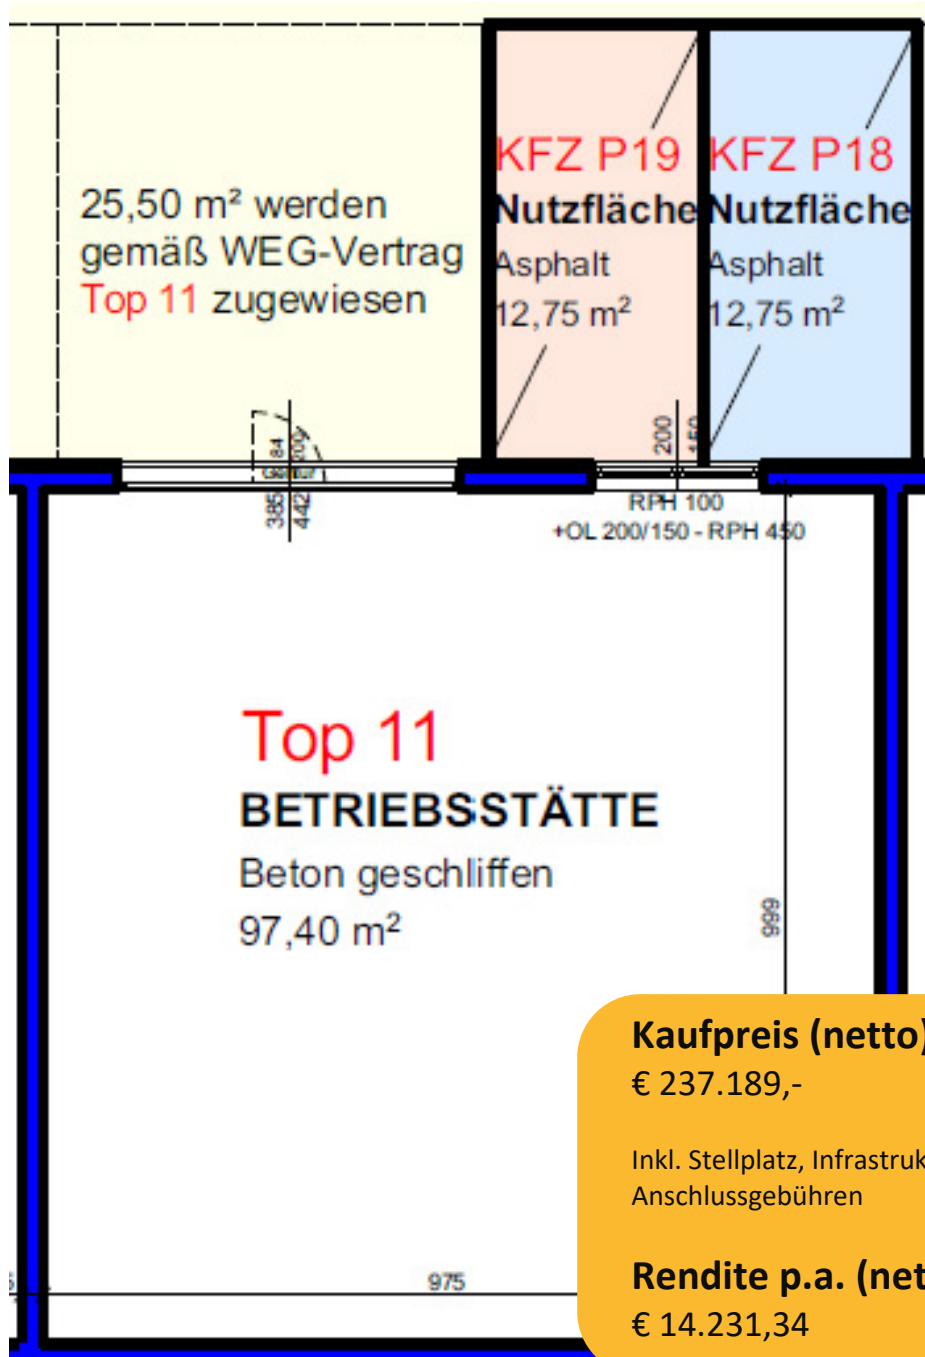 25,50 m² werden
gemäß WEG-Vertrag
Top 11 zugewiesen
KFZ P19
Nutzfläche
Asphalt
12,75 m²
KFZ P18
Nutzfläche
Asphalt
12,75 m²
84
200
385
442
200
150
RPH 100
+OL 200/150 - RPH 450
Top 11
BETRIEBSSTÄTTE
Beton geschliffen
97,40 m²
999
975
Kaufpreis (netto)
€ 237.189,-
Inkl. Stellplatz, Infrastruk
Anschlussgebühren
Rendite p.a. (net
€ 14.231,34